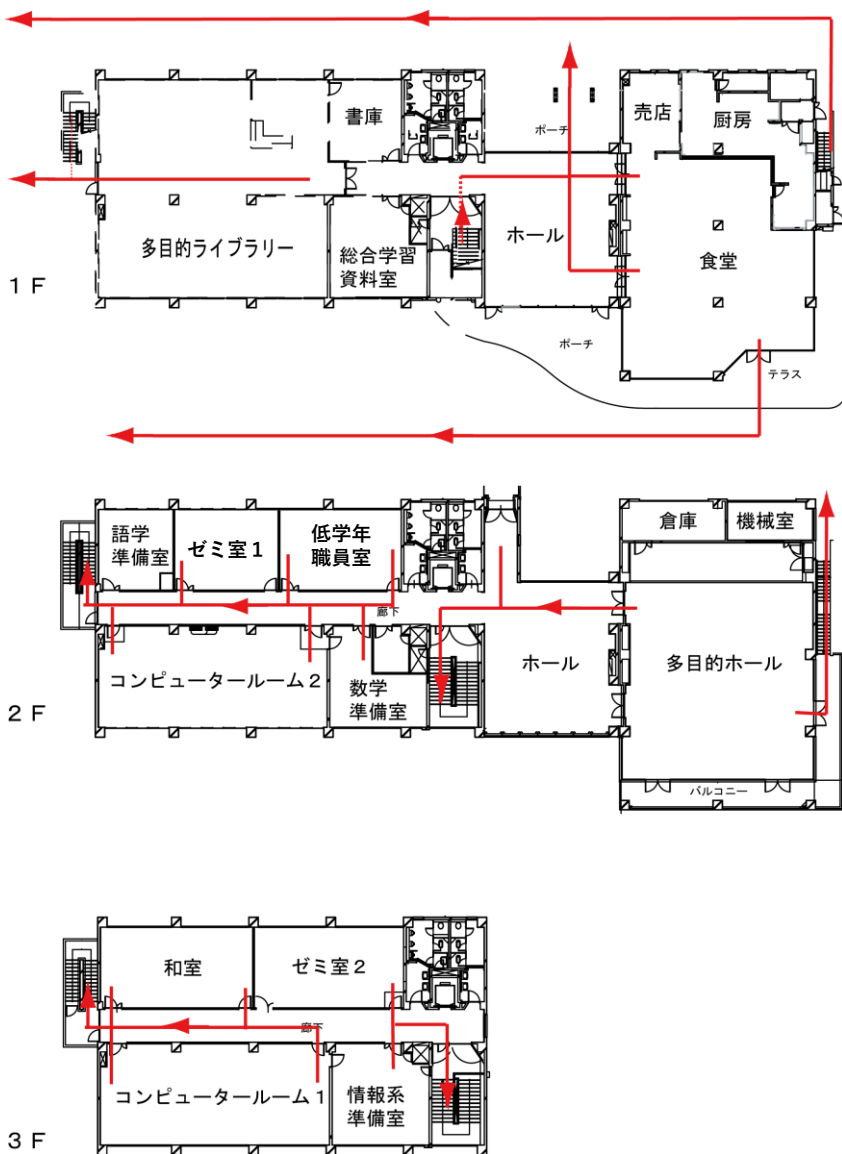 書庫
売店
厨房
ポーチ
多目的ライブラリー
総合学習
資料室
ホール
食堂
1F
ポーチ
テラス
語学
準備室
ゼミ室1
低学年
職員室
倉庫
機械室
廊下
コンピュータールーム2
数学
準備室
ホール
多目的ホール
2F
バルコニー
和室
ゼミ室2
廊下
コンピュータールーム1
情報系
準備室
3F